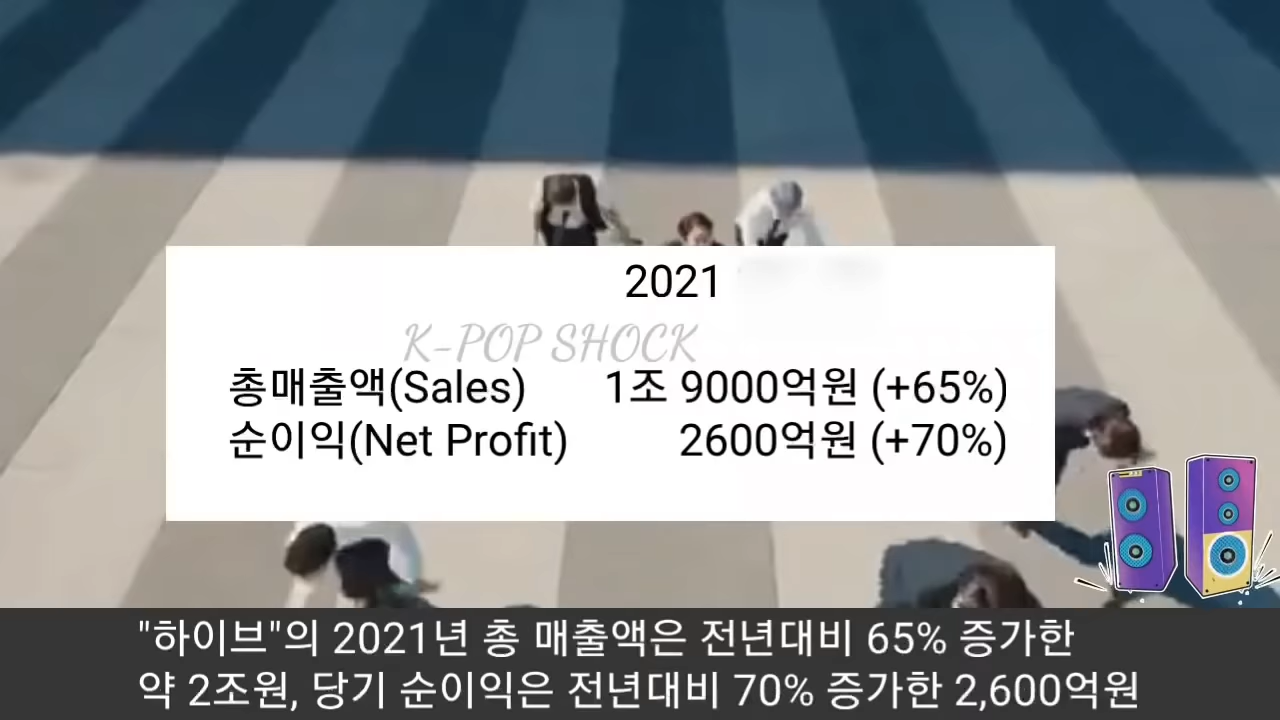 2021
K-POP SHOCK
총매출액(Sales) 1조 9000억원 (+65%)
순이익(Net Profit) 2600억원 (+70%)
"하이브"의 2021년 총 매출액은 전년대비 65% 증가한
약 2조원, 당기 순이익은 전년대비 70% 증가한 2,600억원